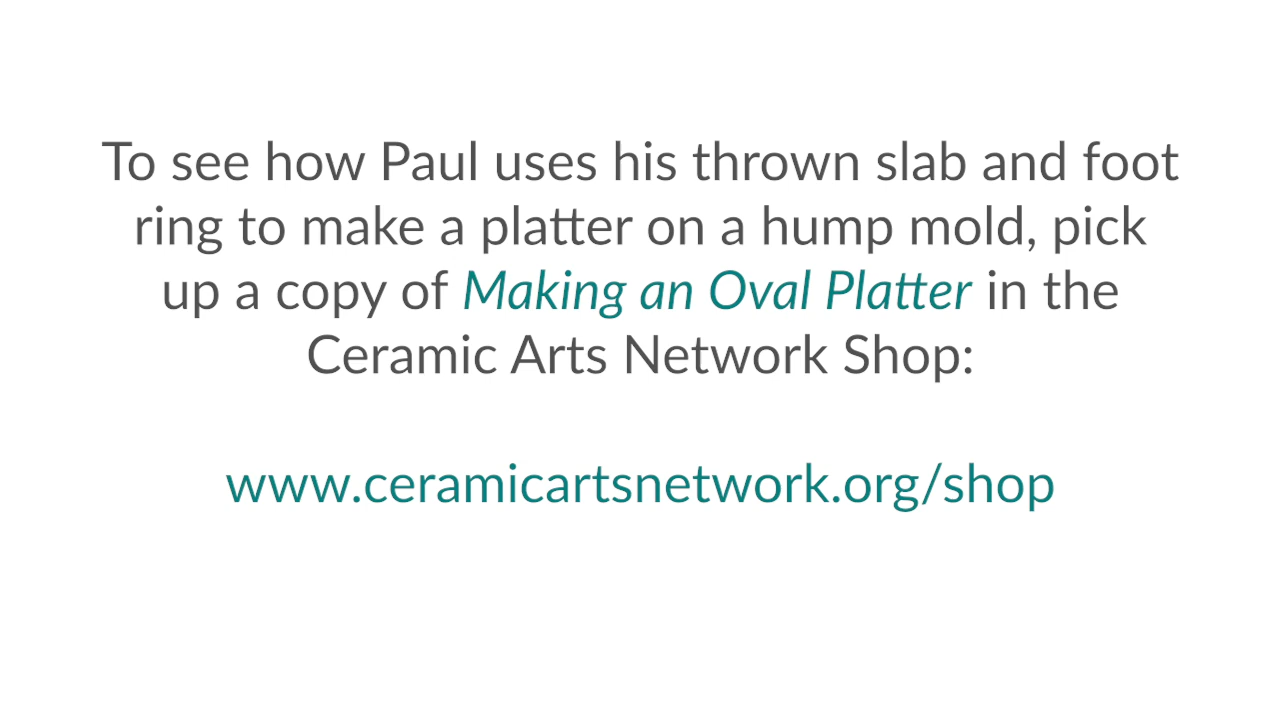 To see how Paul uses his thrown slab and foot
ring to make a platter on a hump mold, pick
up a copy of Making an Oval Platter in the
Ceramic Arts Network Shop:
www.ceramicartsnetwork.org/shop